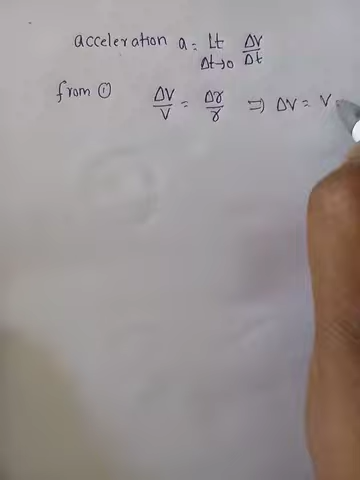 acceleration a = Lt Δt→0 ΔV/Δt
from ① ΔV/V = Δr/r ⇒ ΔV = V